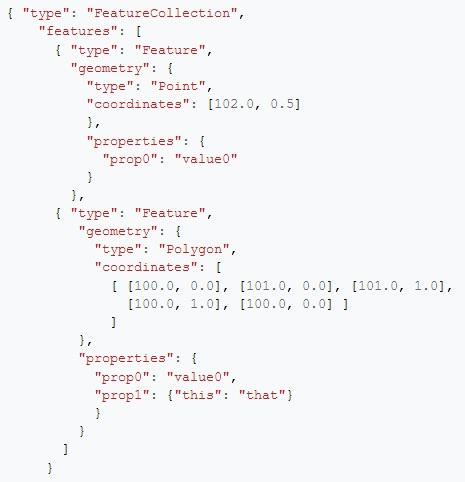 { "type": "FeatureCollection",
    "features": [
      { "type": "Feature",
        "geometry": {
          "type": "Point",
          "coordinates": [102.0, 0.5]
          },
          "properties": {
            "prop0": "value0"
          }
        },
      { "type": "Feature",
         "geometry": {
           "type": "Polygon",
           "coordinates": [
             [ [100.0, 0.0], [101.0, 0.0], [101.0, 1.0],
               [100.0, 1.0], [100.0, 0.0] ]
             ]
         },
         "properties": {
           "prop0": "value0",
           "prop1": {"this": "that"}
           }
         }
       ]
     }